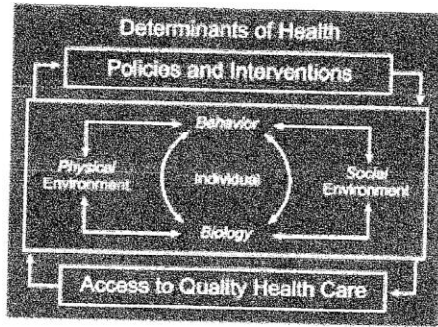 Determinants of Health
Policies and Interventions
Behavior
Physical
Environment
Individual
Social
Environment
Biology
Access to Quality Health Care